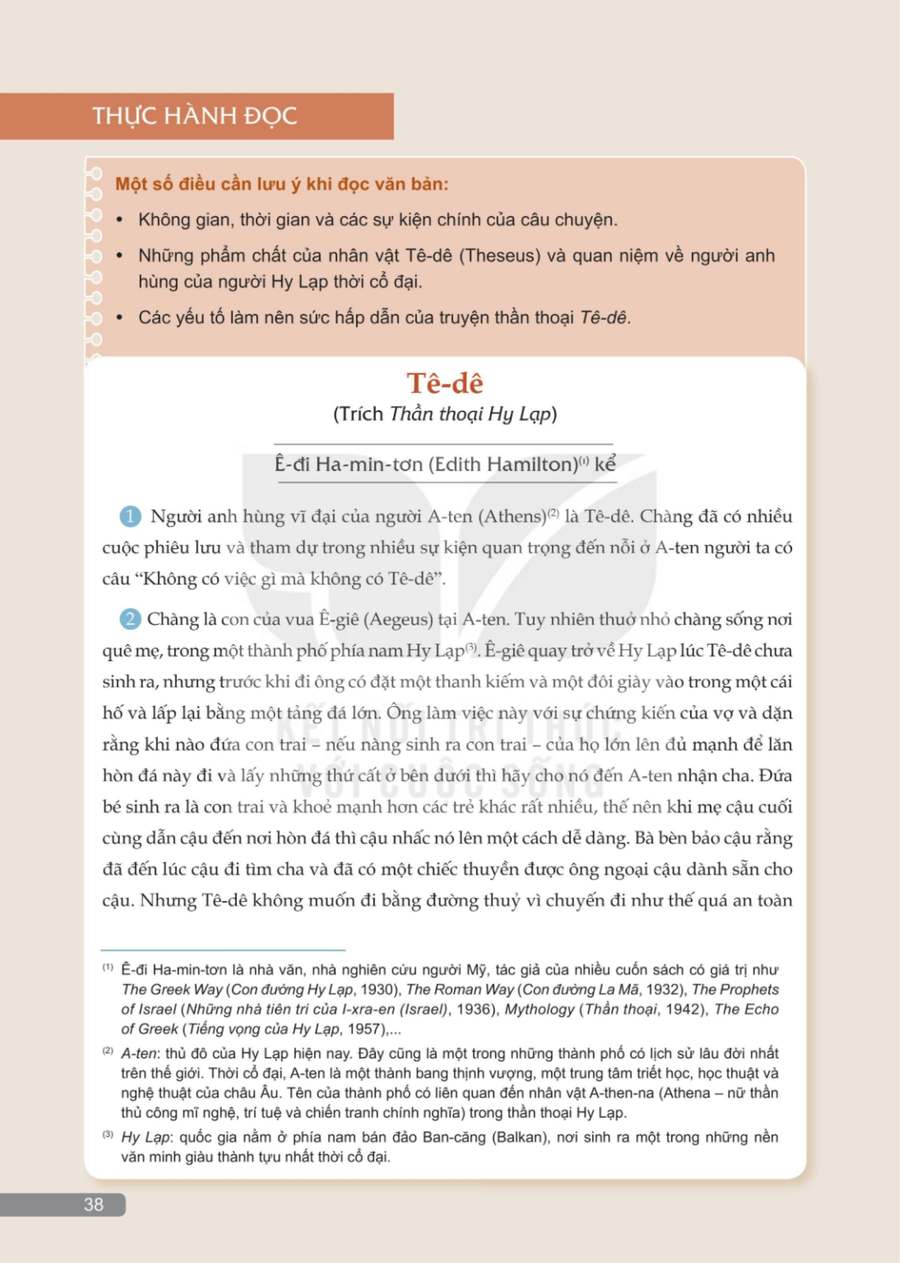 THỰC HÀNH ĐỌC
Một số điều cần lưu ý khi đọc văn bản:
• Không gian, thời gian và các sự kiện chính của câu chuyện.
• Những phẩm chất của nhân vật Tê-dê (Theseus) và quan niệm về người anh
hùng của người Hy Lạp thời cổ đại.
• Các yếu tố làm nên sức hấp dẫn của truyện thần thoại Tê-dê.
Tê-dê
(Trích Thần thoại Hy Lạp)
Ê-đi Ha-min-tơn (Edith Hamilton)(1) kể
1 Người anh hùng vĩ đại của người A-ten (Athens)(2) là Tê-dê. Chàng đã có nhiều
cuộc phiêu lưu và tham dự trong nhiều sự kiện quan trọng đến nỗi ở A-ten người ta có
câu “Không có việc gì mà không có Tê-dê”.
2 Chàng là con của vua Ê-giê (Aegeus) tại A-ten. Tuy nhiên thuở nhỏ chàng sống nơi
quê mẹ, trong một thành phố phía nam Hy Lạp(3). Ê-giê quay trở về Hy Lạp lúc Tê-dê chưa
sinh ra, nhưng trước khi đi ông có đặt một thanh kiếm và một đôi giày vào trong một cái
hố và lấp lại bằng một tảng đá lớn. Ông làm việc này với sự chứng kiến của vợ và dặn
rằng khi nào đứa con trai – nếu nàng sinh ra con trai – của họ lớn lên đủ mạnh để lăn
hòn đá này đi và lấy những thứ cất ở bên dưới thì hãy cho nó đến A-ten nhận cha. Đứa
bé sinh ra là con trai và khoẻ mạnh hơn các trẻ khác rất nhiều, thế nên khi mẹ cậu cuối
cùng dẫn cậu đến nơi hòn đá thì cậu nhấc nó lên một cách dễ dàng. Bà bèn bảo cậu rằng
đã đến lúc cậu đi tìm cha và đã có một chiếc thuyền được ông ngoại cậu dành sẵn cho
cậu. Nhưng Tê-dê không muốn đi bằng đường thuỷ vì chuyến đi như thế quá an toàn
KẾT NỐI TRI THỨC
VỚI CUỘC SỐNG
(1) Ê-đi Ha-min-tơn là nhà văn, nhà nghiên cứu người Mỹ, tác giả của nhiều cuốn sách có giá trị như
The Greek Way (Con đường Hy Lạp, 1930), The Roman Way (Con đường La Mã, 1932), The Prophets
of Israel (Những nhà tiên tri của I-xra-en (Israel), 1936), Mythology (Thần thoại, 1942), The Echo
of Greek (Tiếng vọng của Hy Lạp, 1957),...
(2) A-ten: thủ đô của Hy Lạp hiện nay. Đây cũng là một trong những thành phố có lịch sử lâu đời nhất
trên thế giới. Thời cổ đại, A-ten là một thành bang thịnh vượng, một trung tâm triết học, học thuật và
nghệ thuật của châu Âu. Tên của thành phố có liên quan đến nhân vật A-then-na (Athena – nữ thần
thủ công mĩ nghệ, trí tuệ và chiến tranh chính nghĩa) trong thần thoại Hy Lạp.
(3) Hy Lạp: quốc gia nằm ở phía nam bán đảo Ban-căng (Balkan), nơi sinh ra một trong những nền
văn minh giàu thành tựu nhất thời cổ đại.
38